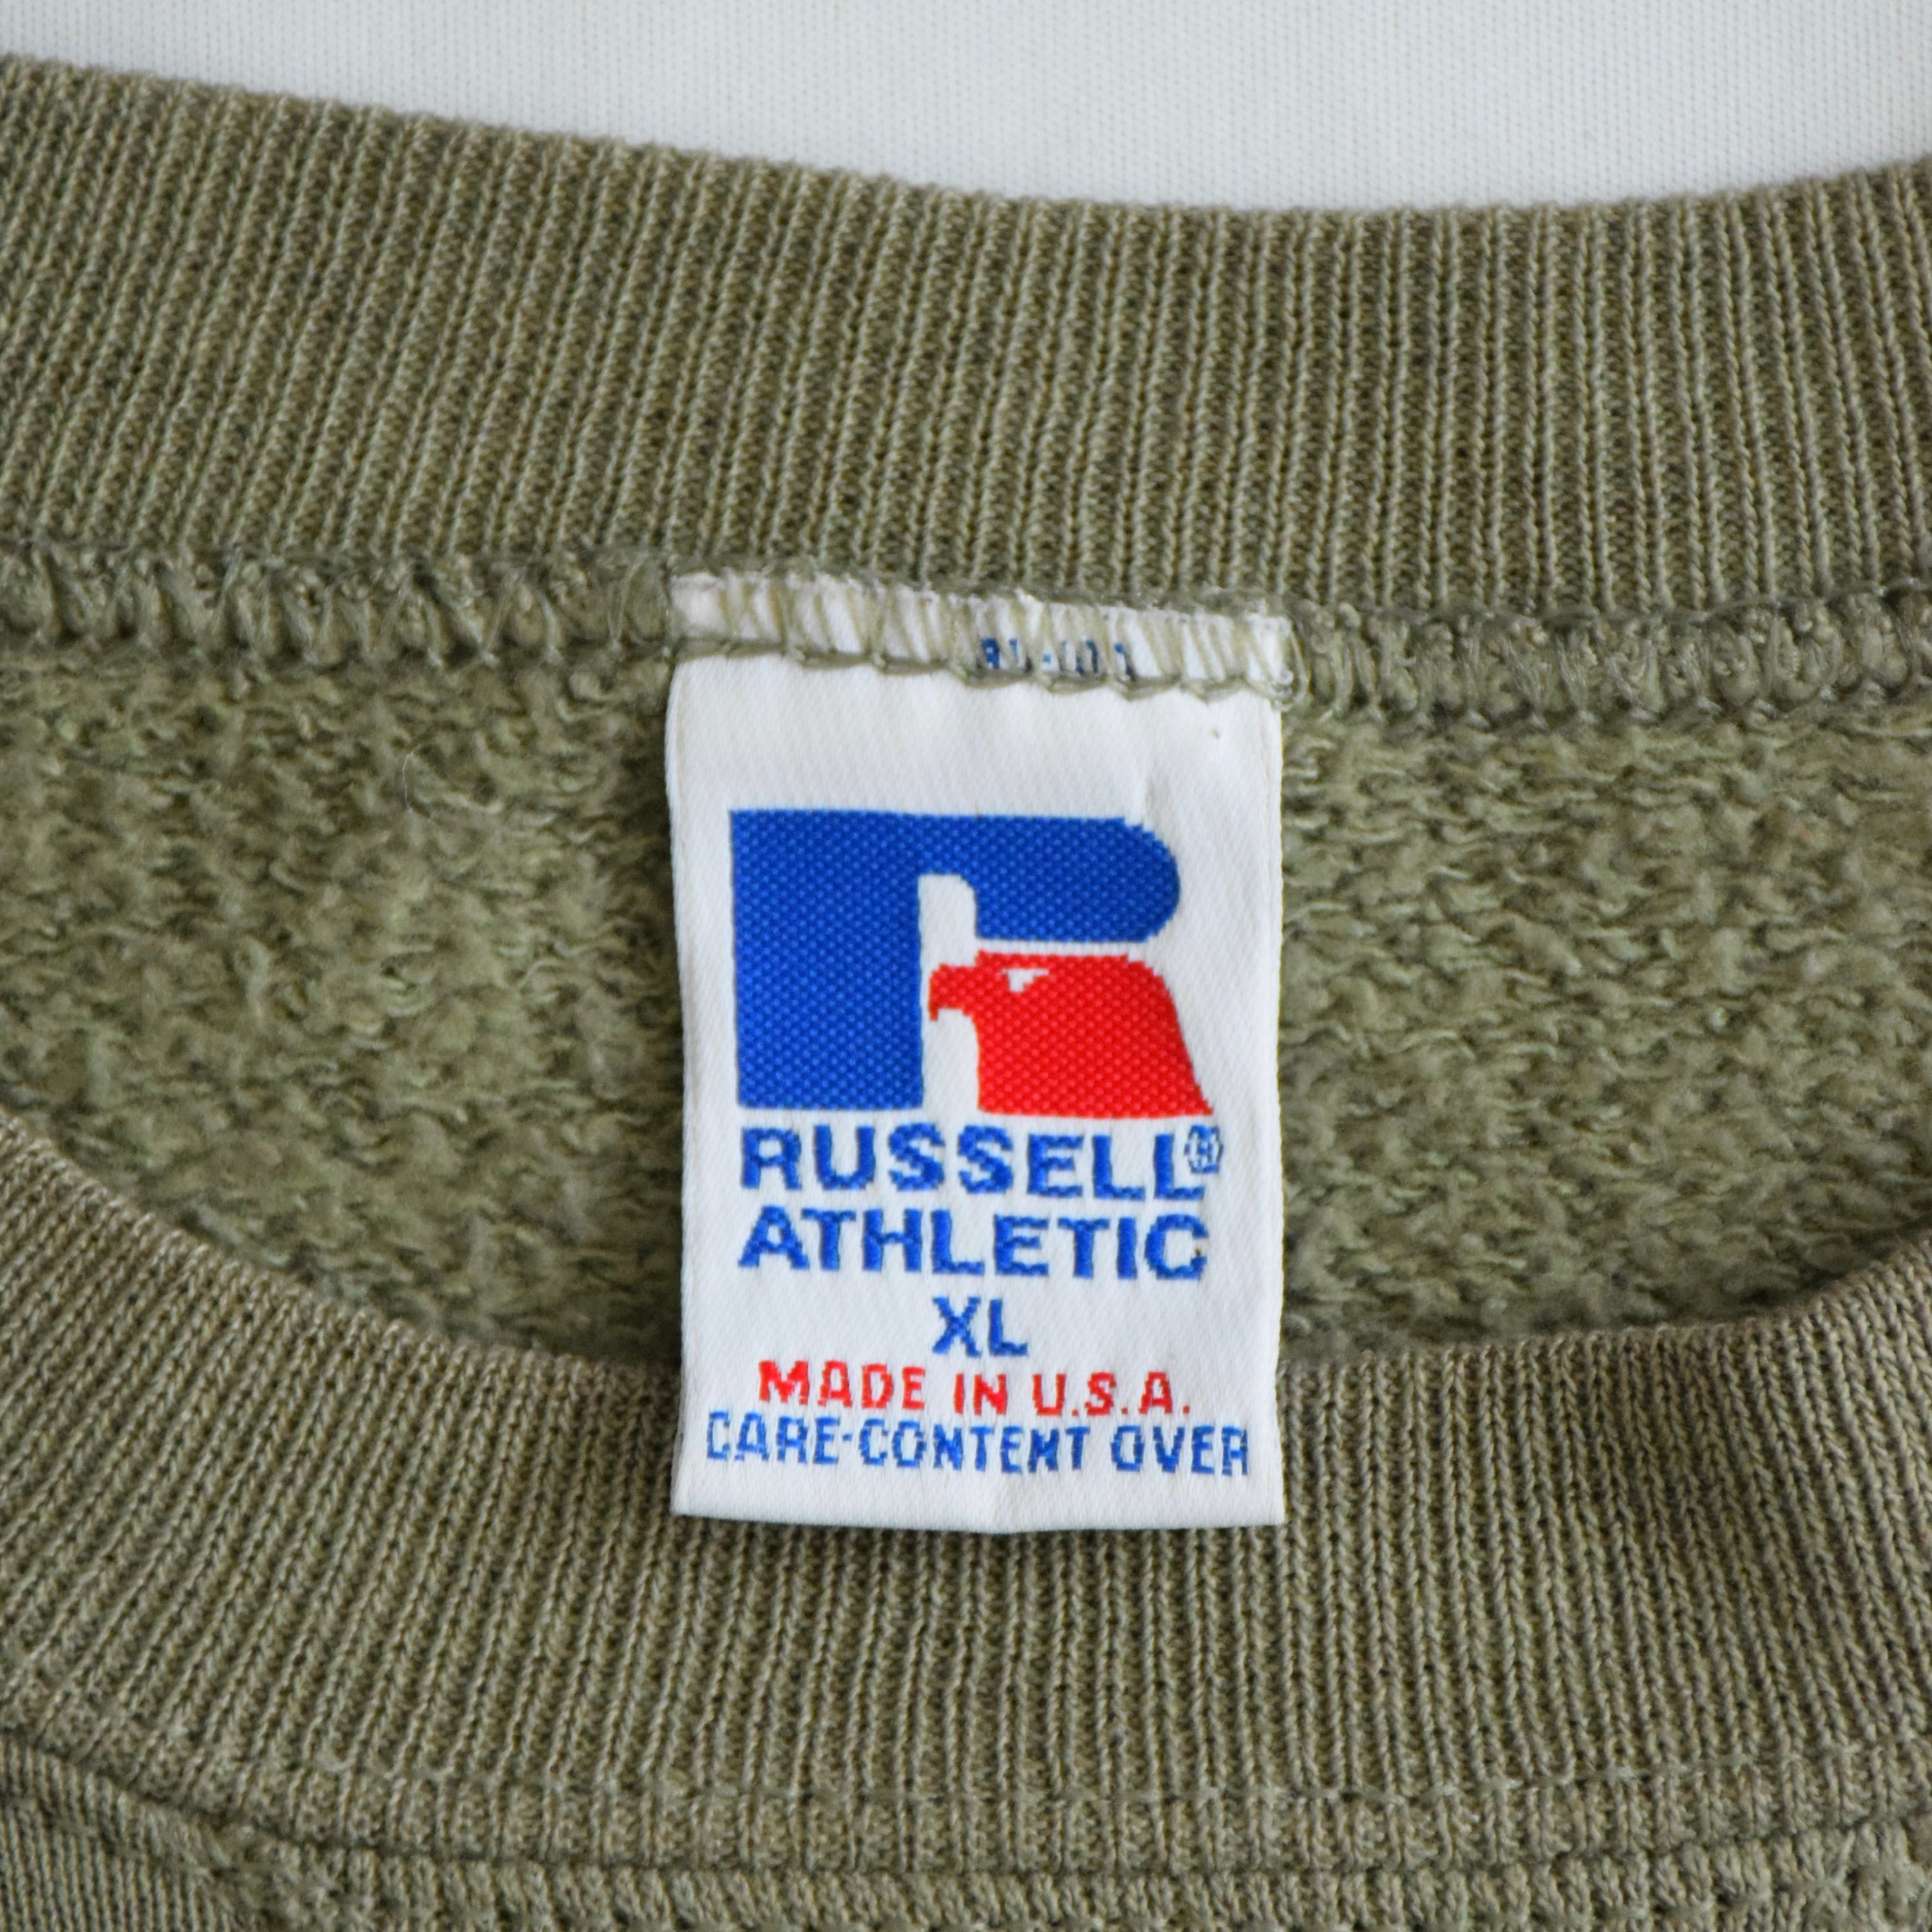 RUSSELL®
ATHLETIC
XL
MADE IN U.S.A.
CARE-CONTENT OVER